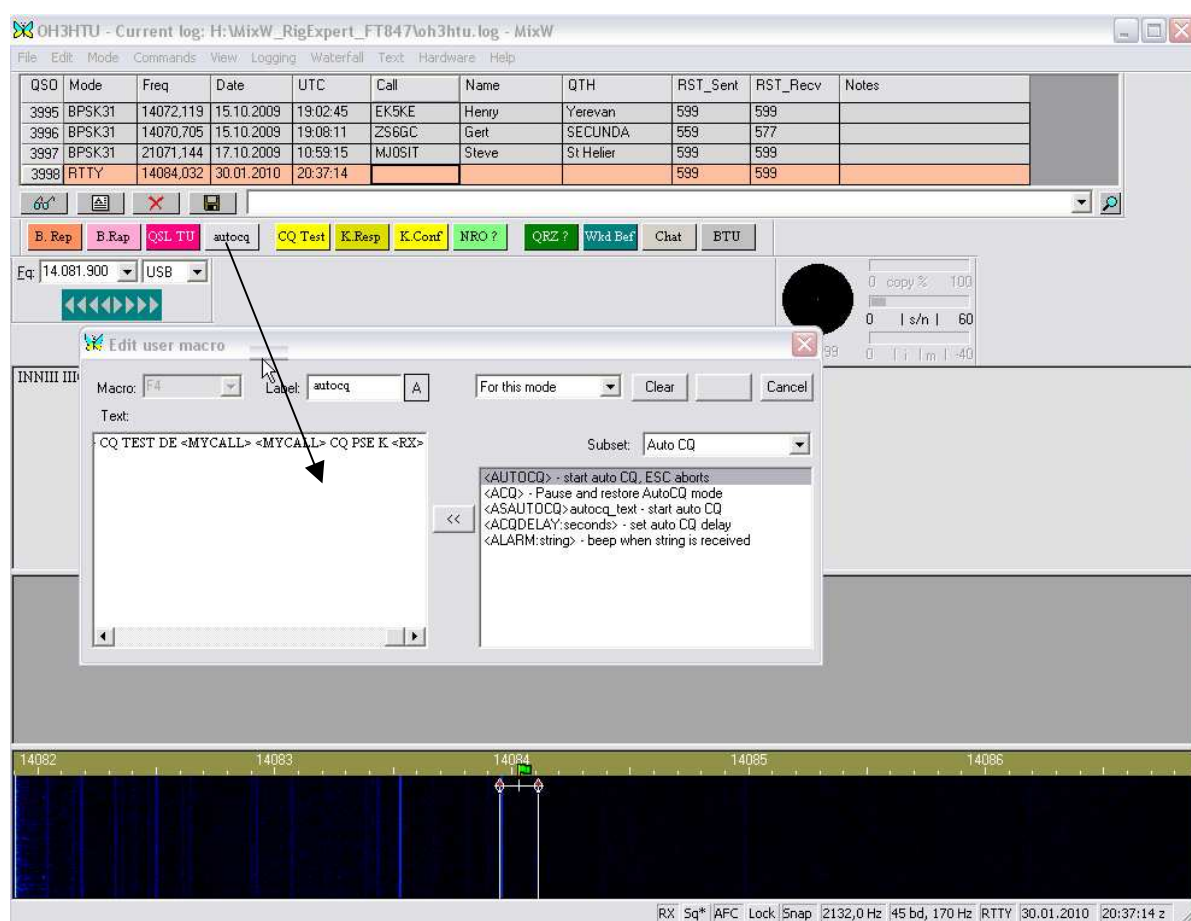 OH3HTU - Current log: H:\MixW_RigExpert_FT847\oh3htu.log - MixW
File Edit Mode Commands View Logging Waterfall Text Hardware Help
QSO Mode Freq Date UTC Call Name QTH RST_Sent RST_Recv Notes
3995 BPSK31 14072,119 15.10.2009 19:02:45 EK5KE Henry Yerevan 599 599
3996 BPSK31 14070,705 15.10.2009 19:08:11 ZS6GC Gert SECUNDA 559 577
3997 BPSK31 21071,144 17.10.2009 10:59:15 MJ0SIT Steve St Helier 599 599
3998 RTTY 14084,032 30.01.2010 20:37:14 599 599
B. Rep B.Rap QSL TU autocq CQ Test K.Resp K.Conf NRO ? QRZ ? Wkd Bef Chat BTU
Fq: 14.081.900 USB
0 copy % 100
0 | s/n | 60
99 0 | i | m | -40
Edit user macro
INNIII III
Macro: F4 Label: autocq A For this mode Clear Cancel
Text:
CQ TEST DE <MYCALL> <MYCALL> CQ PSE K <RX>
Subset: Auto CQ
<AUTOCQ> - start auto CQ, ESC aborts
<ACQ> - Pause and restore AutoCQ mode
<ASAUTOCQ>autocq_text - start auto CQ
<ACQDELAY:seconds> - set auto CQ delay
<ALARM:string> - beep when string is received
<<
14082 14083 14084 14085 14086
RX Sq* AFC Lock Snap 2132,0 Hz 45 bd, 170 Hz RTTY 30.01.2010 20:37:14 z